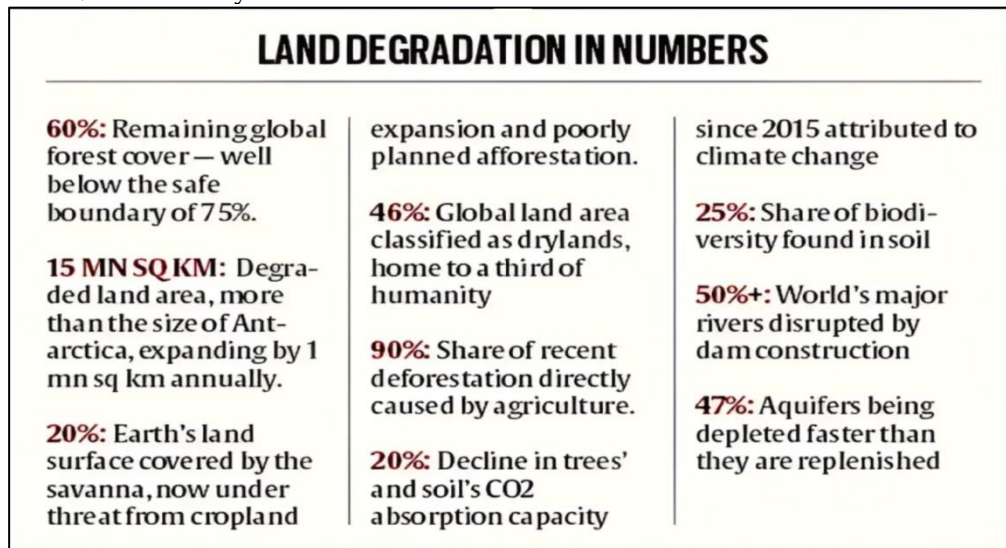 LAND DEGRADATION IN NUMBERS
60%: Remaining global
forest cover — well
below the safe
boundary of 75%.
15 MN SQ KM: Degra-
ded land area, more
than the size of Ant-
arctica, expanding by 1
mn sq km annually.
20%: Earth's land
surface covered by the
savanna, now under
threat from cropland
expansion and poorly
planned afforestation.
46%: Global land area
classified as drylands,
home to a third of
humanity
90%: Share of recent
deforestation directly
caused by agriculture.
20%: Decline in trees'
and soil's CO2
absorption capacity
since 2015 attributed to
climate change
25%: Share of biodi-
versity found in soil
50%+: World's major
rivers disrupted by
dam construction
47%: Aquifers being
depleted faster than
they are replenished